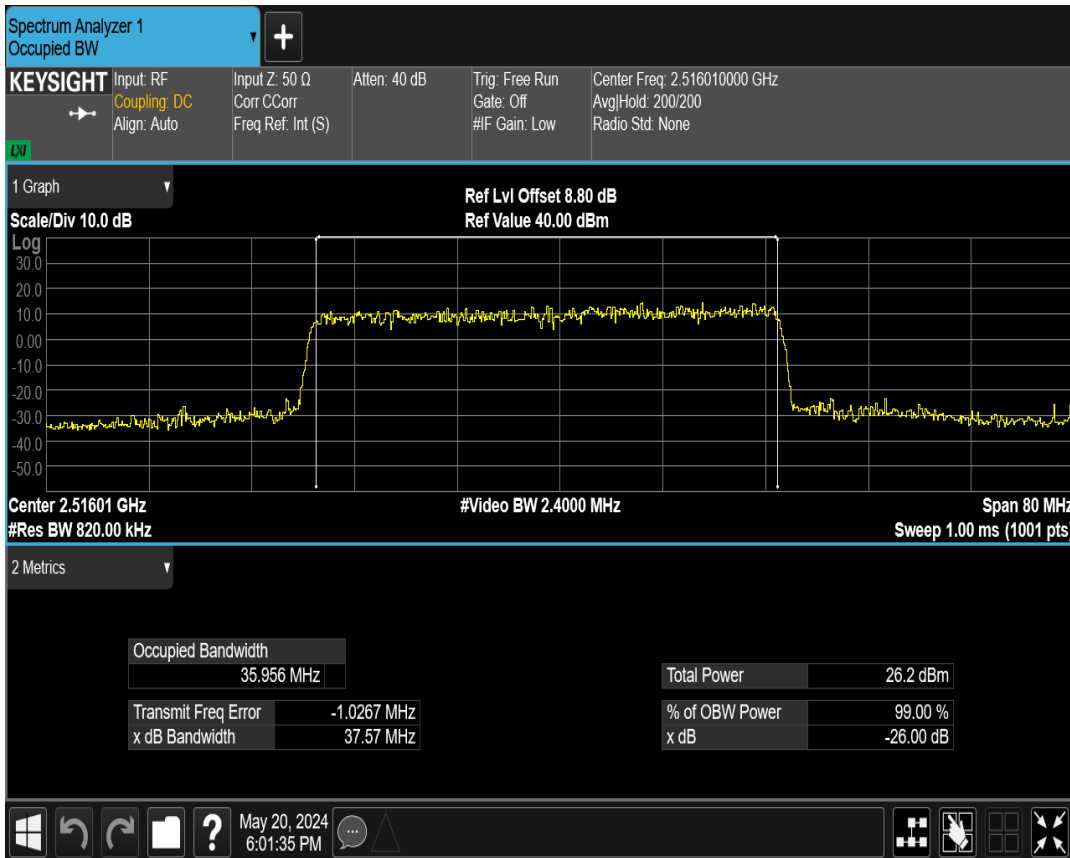 Spectrum Analyzer 1
Occupied BW
+
KEYSIGHT
LXI
Input: RF
Coupling: DC
Align: Auto
Input Z: 50 Ω
Corr CCorr
Freq Ref: Int (S)
Atten: 40 dB
Trig: Free Run
Gate: Off
#IF Gain: Low
Center Freq: 2.516010000 GHz
Avg|Hold: 200/200
Radio Std: None
1 Graph
Scale/Div 10.0 dB
Ref Lvl Offset 8.80 dB
Ref Value 40.00 dBm
Log
30.0
20.0
10.0
0.00
-10.0
-20.0
-30.0
-40.0
-50.0
Center 2.51601 GHz
#Video BW 2.4000 MHz
Span 80 MHz
#Res BW 820.00 kHz
Sweep 1.00 ms (1001 pts)
2 Metrics
Occupied Bandwidth
35.956 MHz
Transmit Freq Error -1.0267 MHz
x dB Bandwidth 37.57 MHz
Total Power 26.2 dBm
% of OBW Power 99.00 %
x dB -26.00 dB
?
May 20, 2024
6:01:35 PM